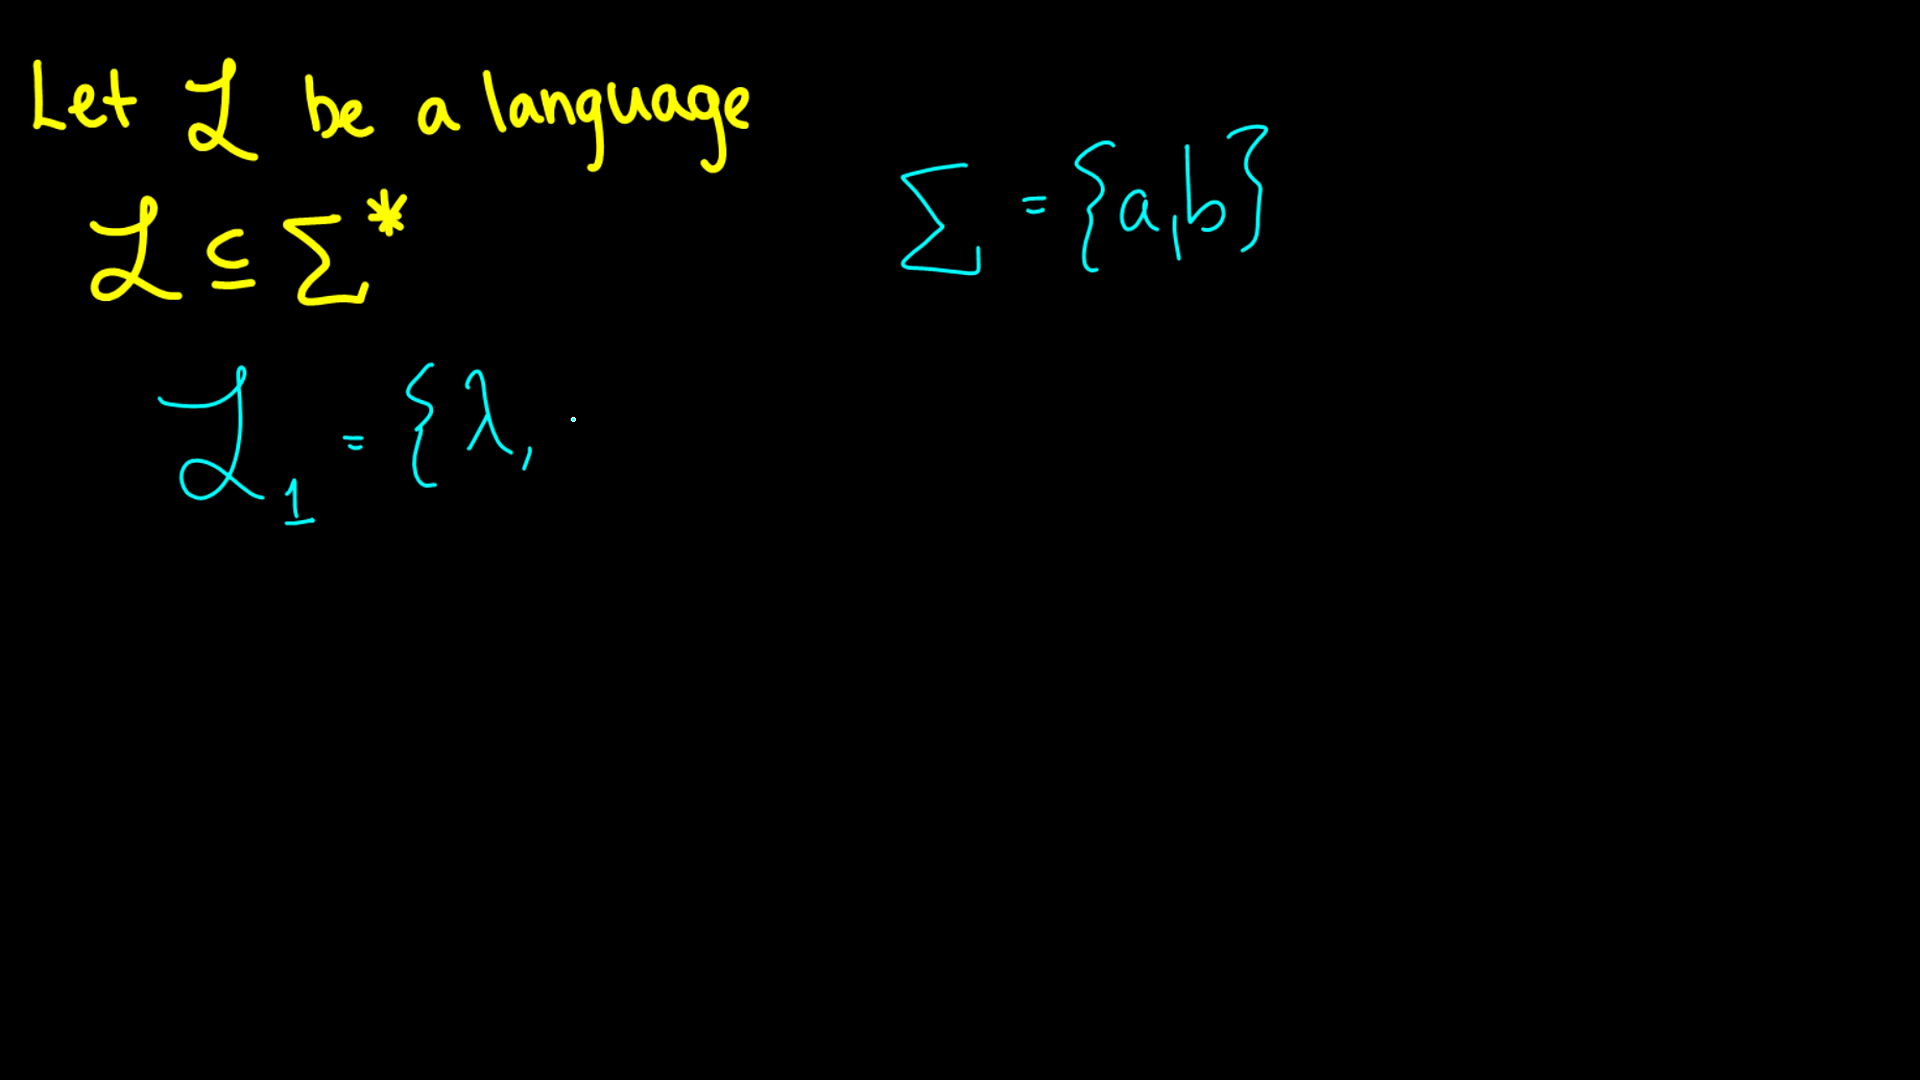 Let ℒ be a language
ℒ ⊆ Σ*
Σ = {a,b}
ℒ₁ = {λ,